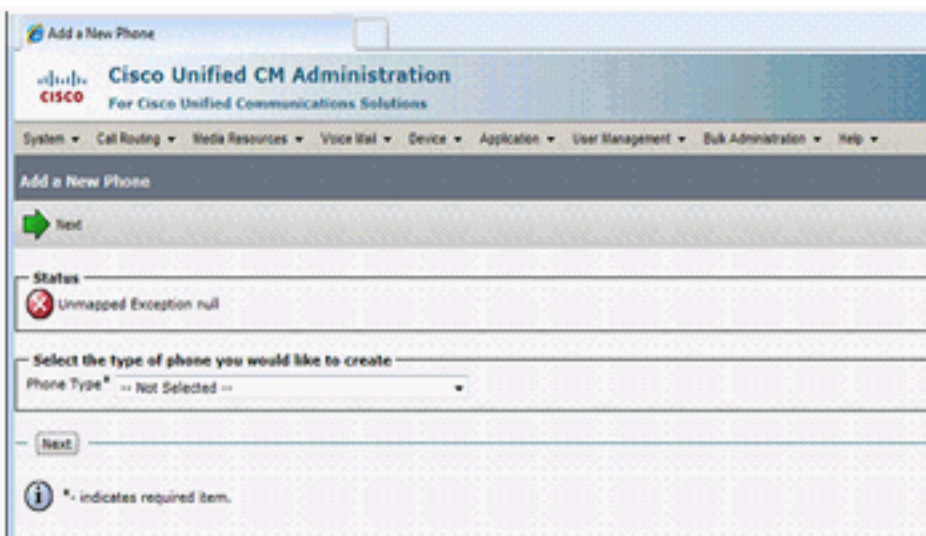 Add a New Phone
CISCO
Cisco Unified CM Administration
For Cisco Unified Communications Solutions
System Call Routing Media Resources Voice Mail Device Application User Management Bulk Administration Help
Add a New Phone
Next
Status
Unmapped Exception null
Select the type of phone you would like to create
Phone Type* -- Not Selected --
Next
i *- indicates required item.